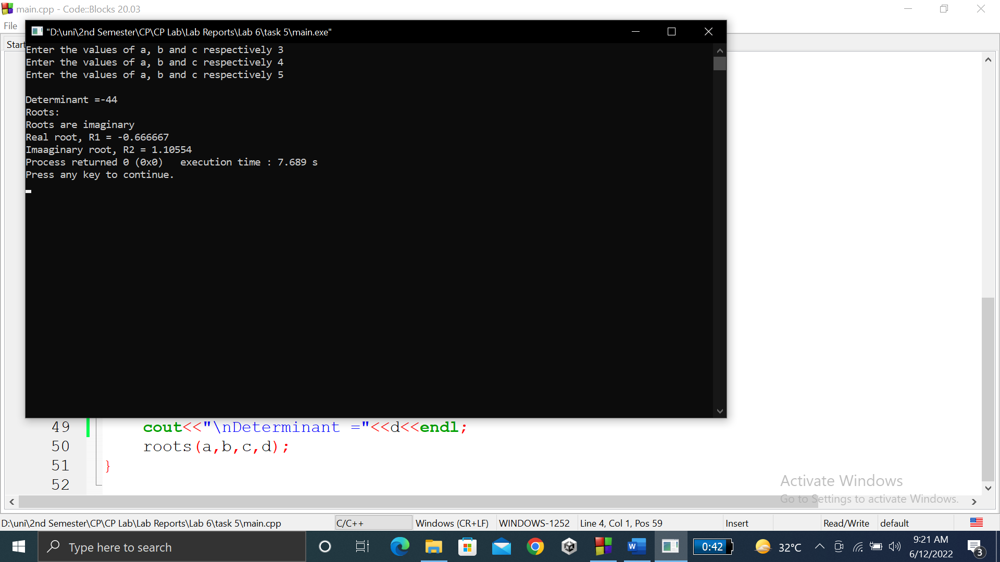 main.cpp - Code::Blocks 20.03
File
"D:\uni\2nd Semester\CP\CP Lab\Lab Reports\Lab 6\task 5\main.exe"
Start
Enter the values of a, b and c respectively 3
Enter the values of a, b and c respectively 4
Enter the values of a, b and c respectively 5
Determinant =-44
Roots:
Roots are imaginary
Real root, R1 = -0.666667
Imaaginary root, R2 = 1.10554
Process returned 0 (0x0)   execution time : 7.689 s
Press any key to continue.
49 cout<<"\nDeterminant ="<<d<<endl;
50 roots(a,b,c,d);
51 }
52
Activate Windows
Go to Settings to activate Windows.
D:\uni\2nd Semester\CP\CP Lab\Lab Reports\Lab 6\task 5\main.cpp C/C++ Windows (CR+LF) WINDOWS-1252 Line 4, Col 1, Pos 59 Insert Read/Write default
Type here to search 0:42 32°C 9:21 AM
6/12/2022 3